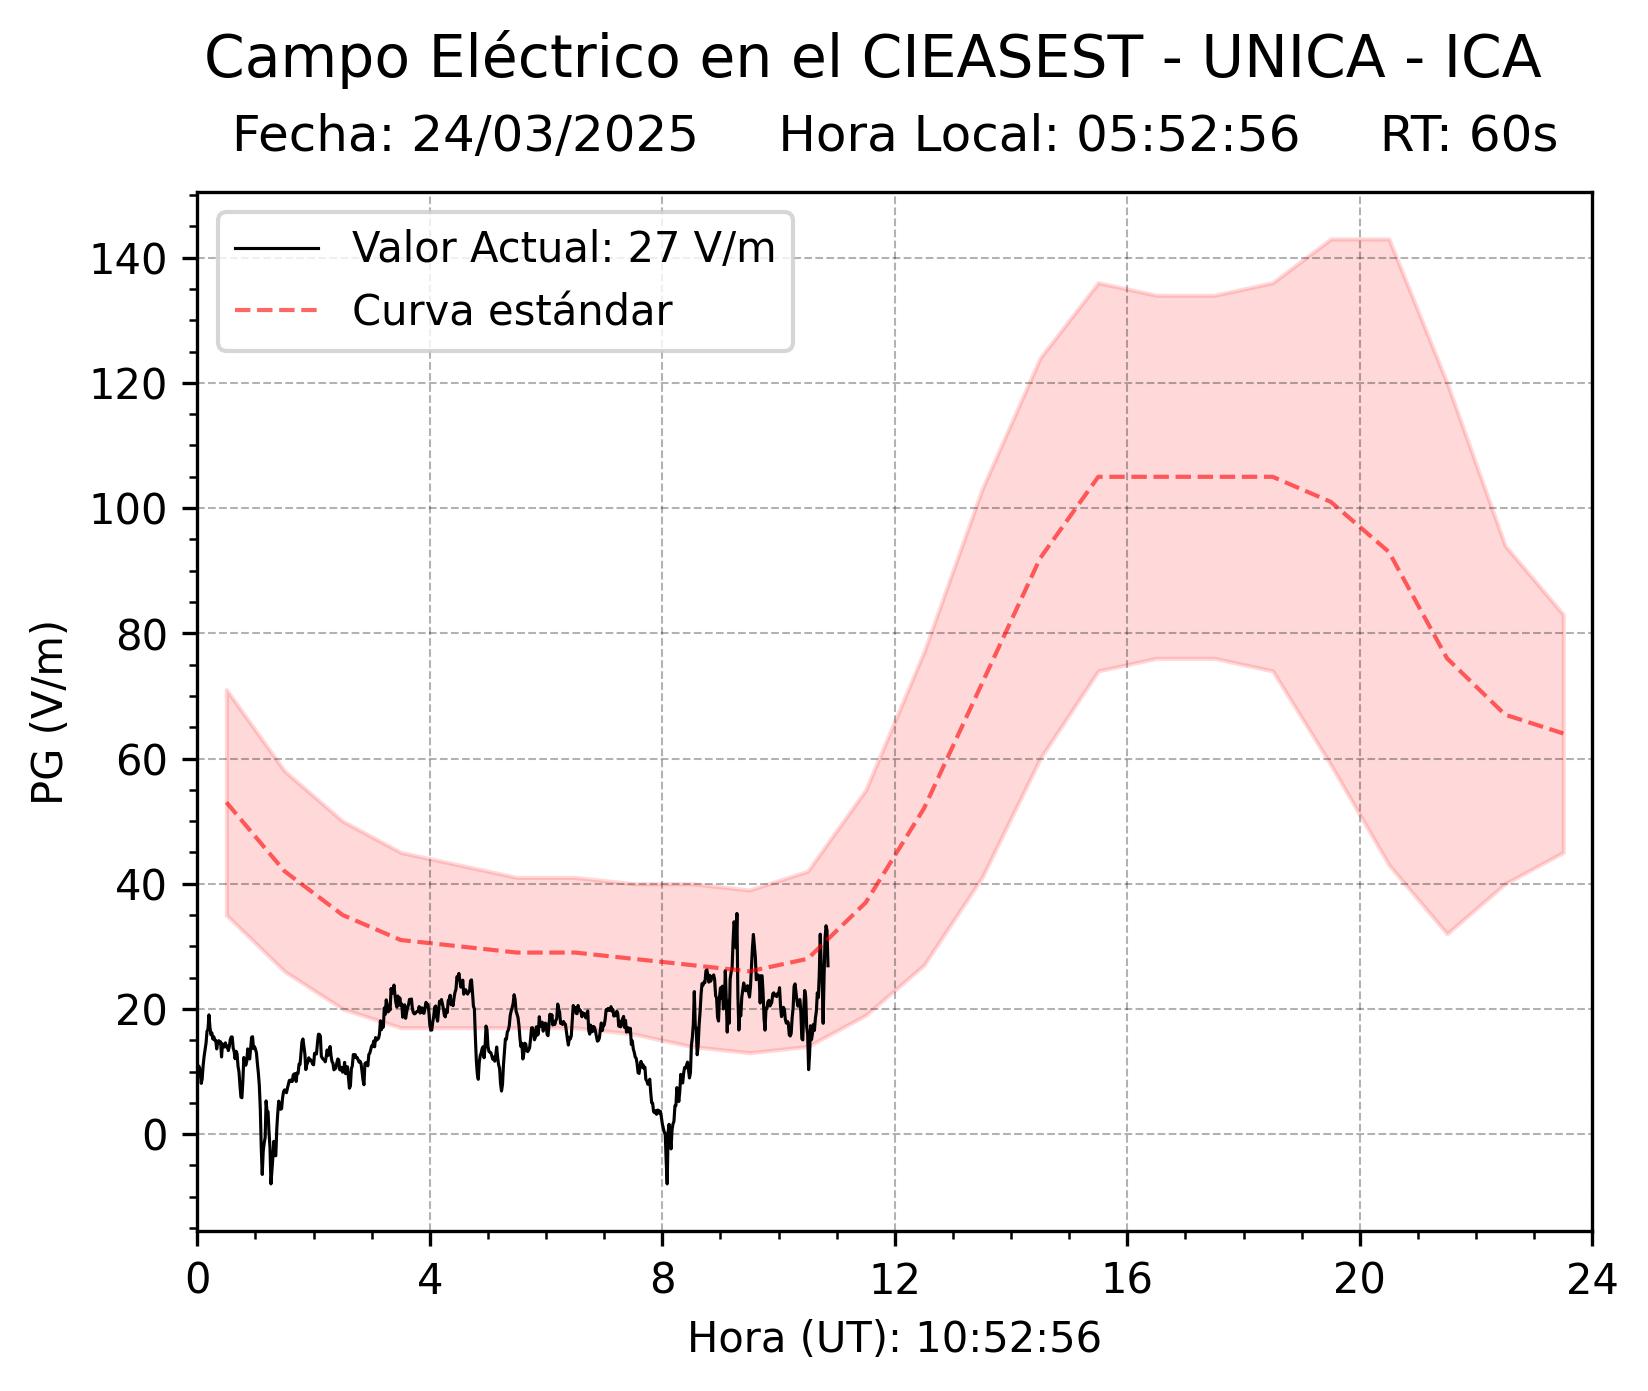 Campo Eléctrico en el CIEASEST - UNICA - ICA
Fecha: 24/03/2025 Hora Local: 05:52:56 RT: 60s
Valor Actual: 27 V/m
Curva estándar
140
120
100
80
60
40
20
0
PG (V/m)
0 4 8 12 16 20 24
Hora (UT): 10:52:56